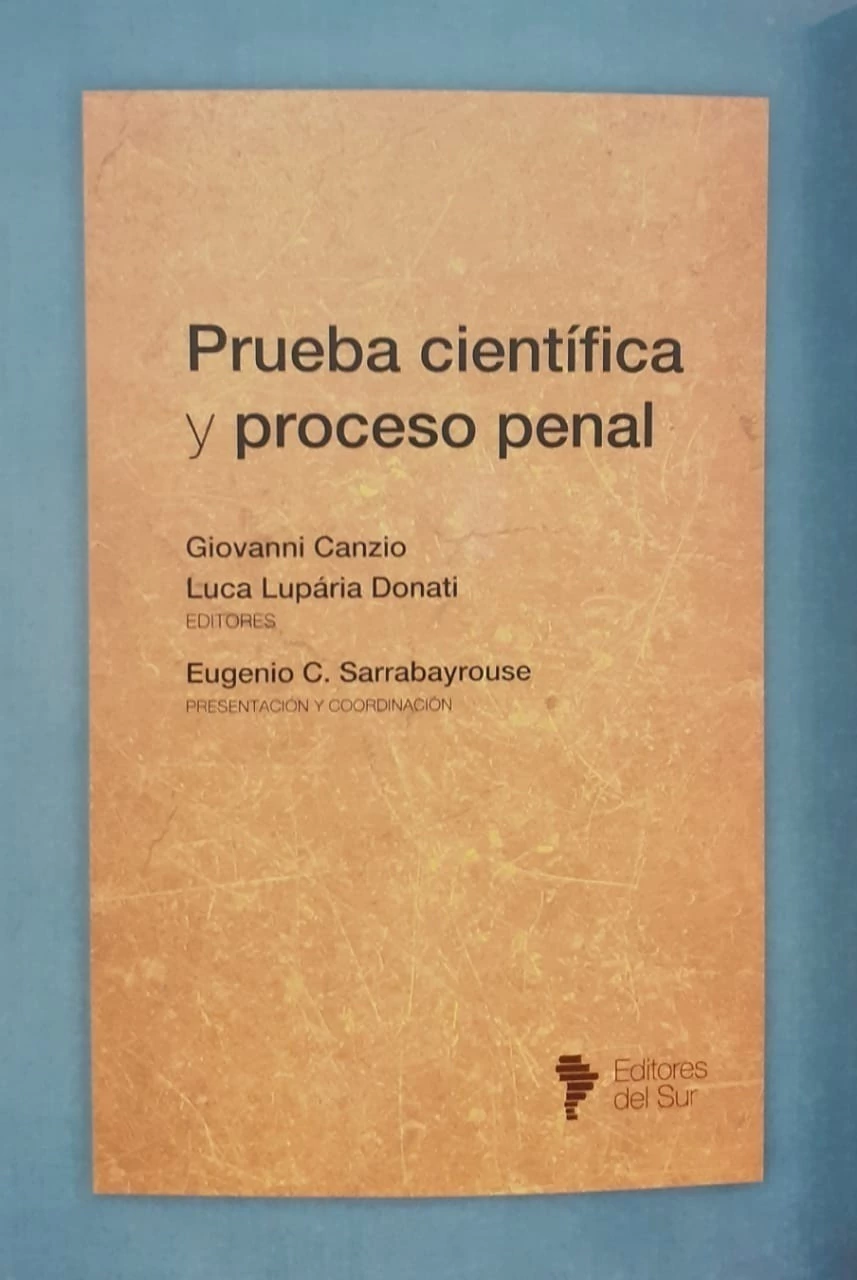 Prueba científica
y proceso penal
Giovanni Canzio
Luca Lupária Donati
EDITORES
Eugenio C. Sarrabayrouse
PRESENTACIÓN Y COORDINACIÓN
Editores
del Sur